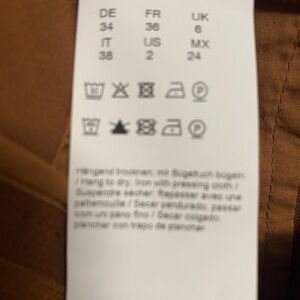 DE FR UK
34 36 6
IT US MX
38 2 24
Hängend trocknen; mit Bügeltuch bügeln
/ Hang to dry; Iron with pressing cloth /
Suspendre sécher; Repasser avec une
pattemouille / Secar pendurado; passar
com um pano fino / Secar colgado;
planchar con trapo de planchar